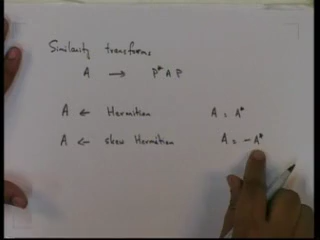 Similarity transforms
A → P* A P
A ← Hermitian A = A*
A ← skew Hermitian A = -A*